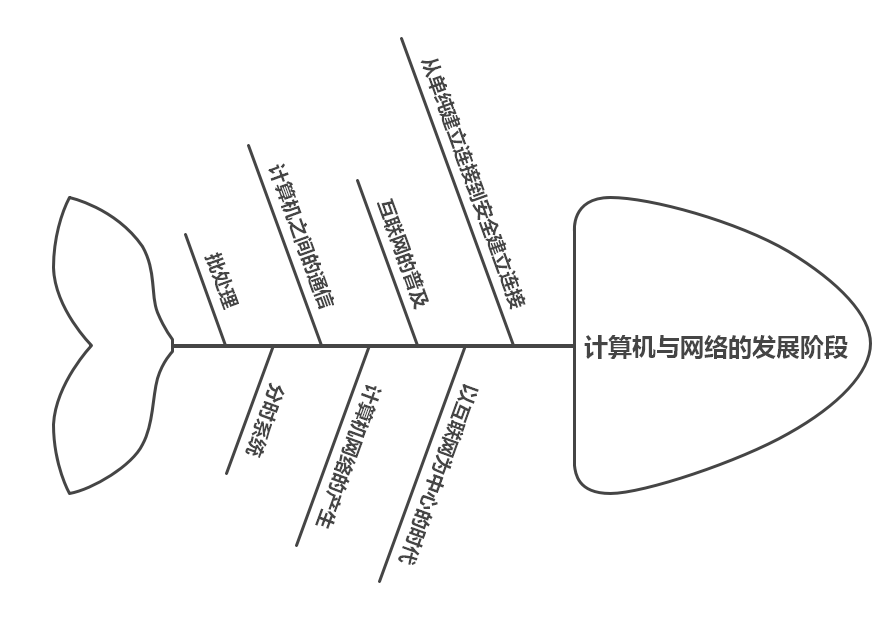 批处理
分时系统
计算机之间的通信
计算机网络的产生
互联网的普及
以互联网为中心的时代
从单纯建立连接到安全建立连接
计算机与网络的发展阶段